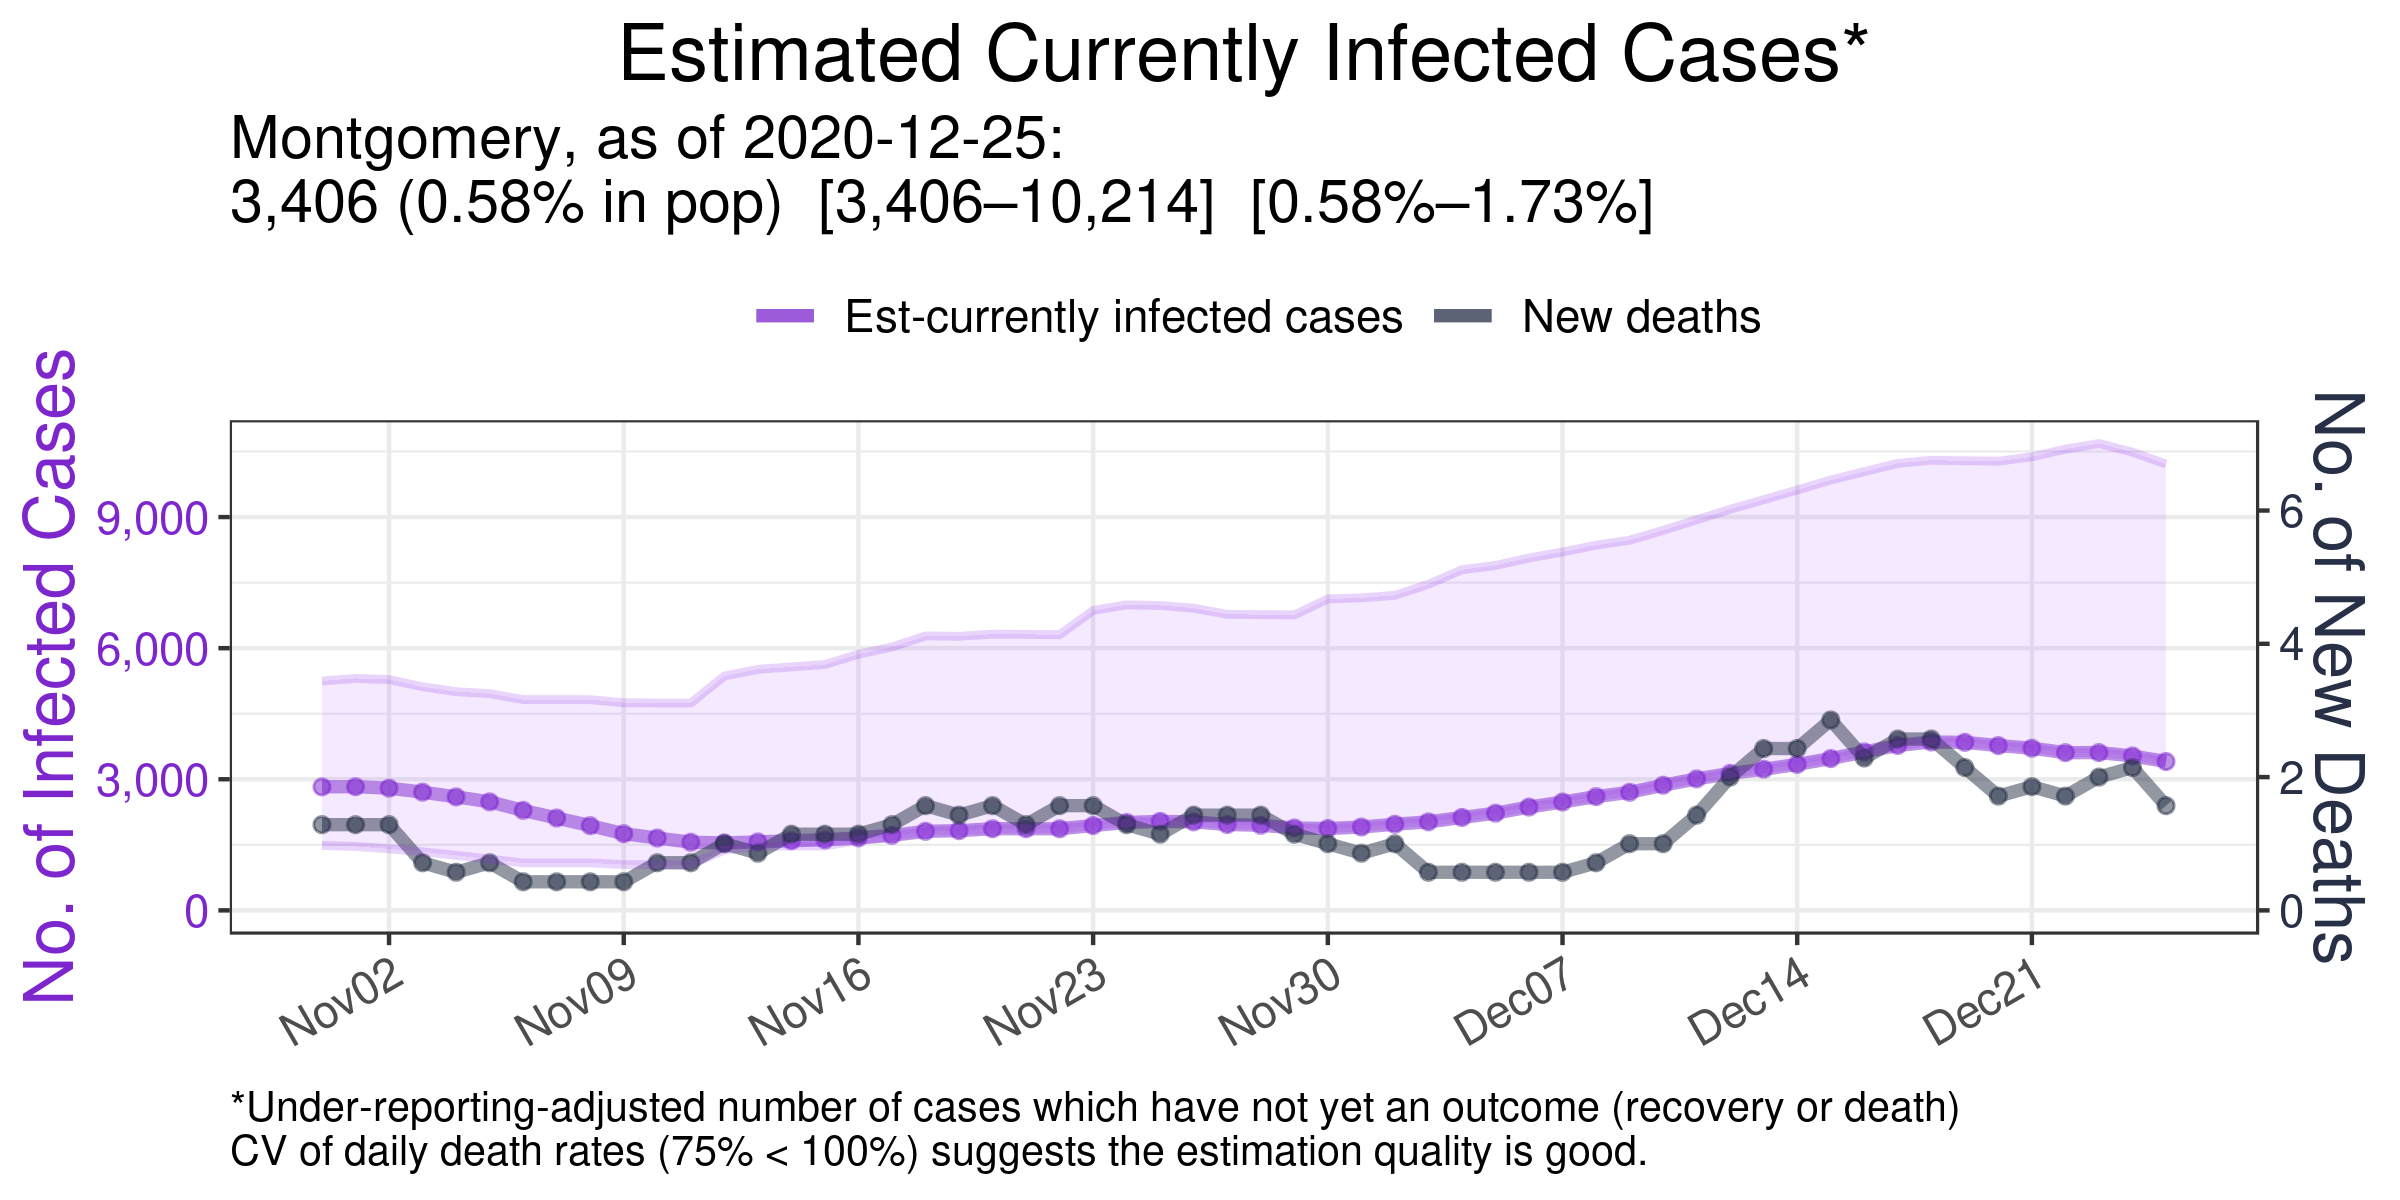 Estimated Currently Infected Cases*
Montgomery, as of 2020-12-25:
3,406 (0.58% in pop)  [3,406–10,214]  [0.58%–1.73%]
Est-currently infected cases
New deaths
No. of Infected Cases
9,000
6,000
3,000
0
No. of New Deaths
6
4
2
0
Nov02
Nov09
Nov16
Nov23
Nov30
Dec07
Dec14
Dec21
*Under-reporting-adjusted number of cases which have not yet an outcome (recovery or death)
CV of daily death rates (75% < 100%) suggests the estimation quality is good.